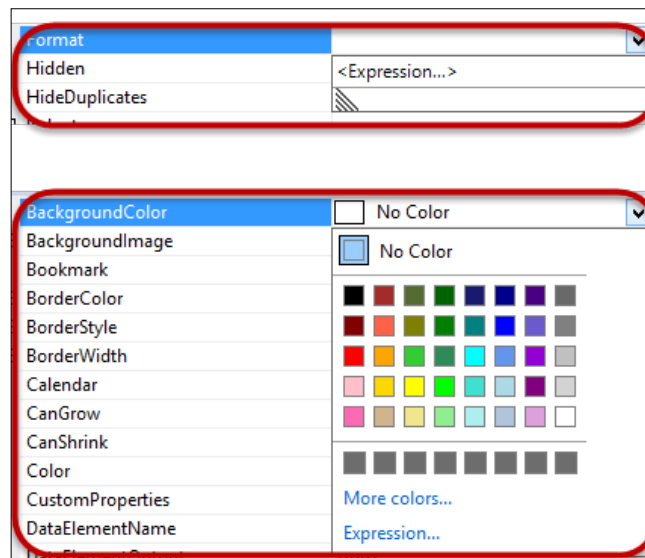 Format
Hidden
<Expression...>
HideDuplicates
BackgroundColor No Color
BackgroundImage
No Color
Bookmark
BorderColor
BorderStyle
BorderWidth
Calendar
CanGrow
CanShrink
Color
CustomProperties
More colors...
DataElementName
Expression...